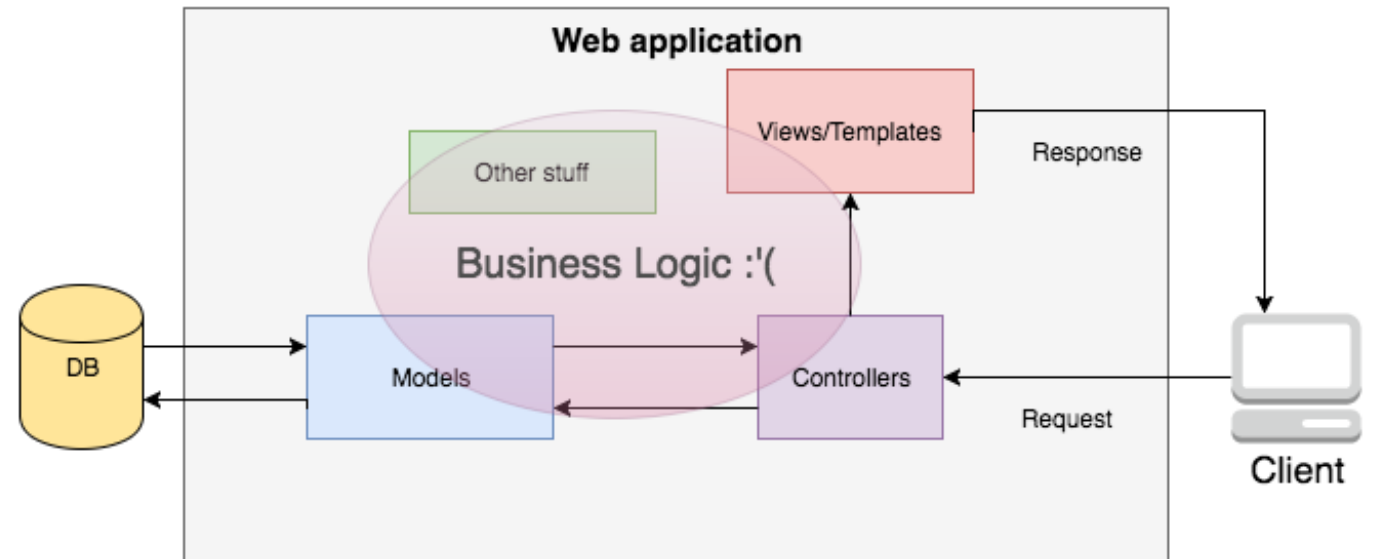 Web application
Views/Templates
Other stuff
Response
Business Logic :'(
DB
Models
Controllers
Request
Client